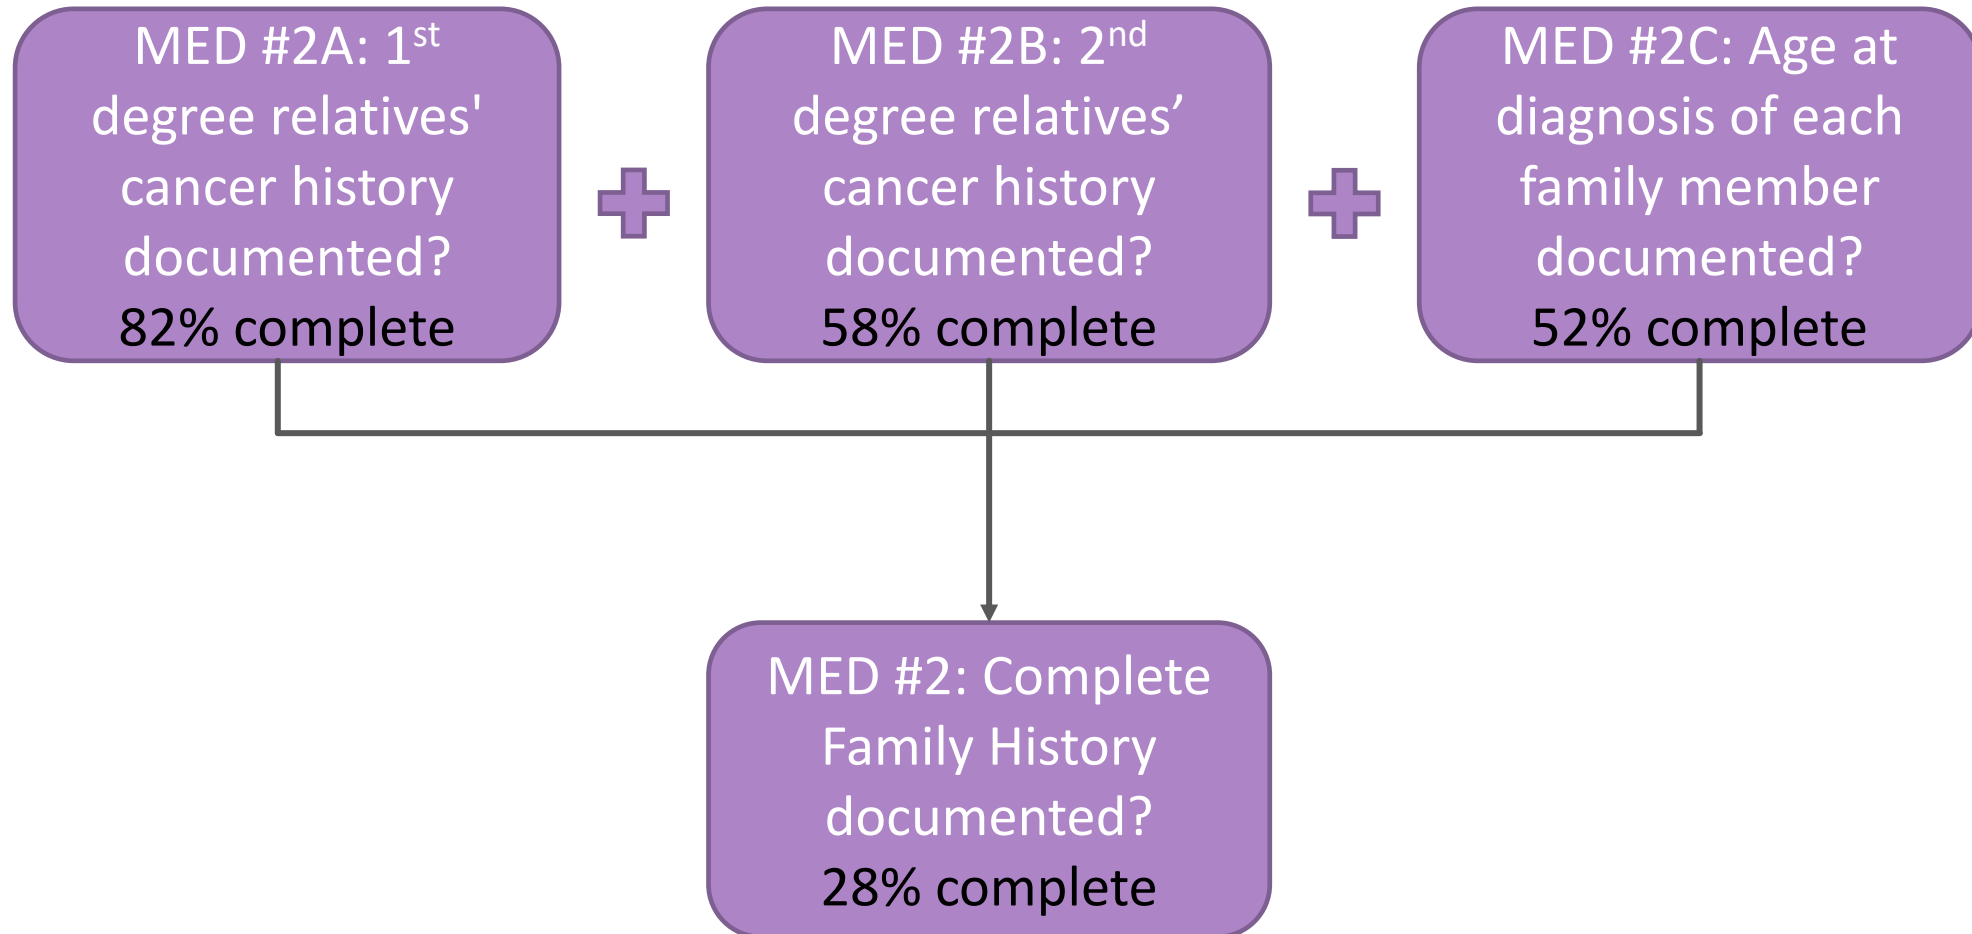 MED #2A: 1st
degree relatives'
cancer history
documented?
82% complete
MED #2B: 2nd
degree relatives’
cancer history
documented?
58% complete
MED #2C: Age at
diagnosis of each
family member
documented?
52% complete
MED #2: Complete
Family History
documented?
28% complete